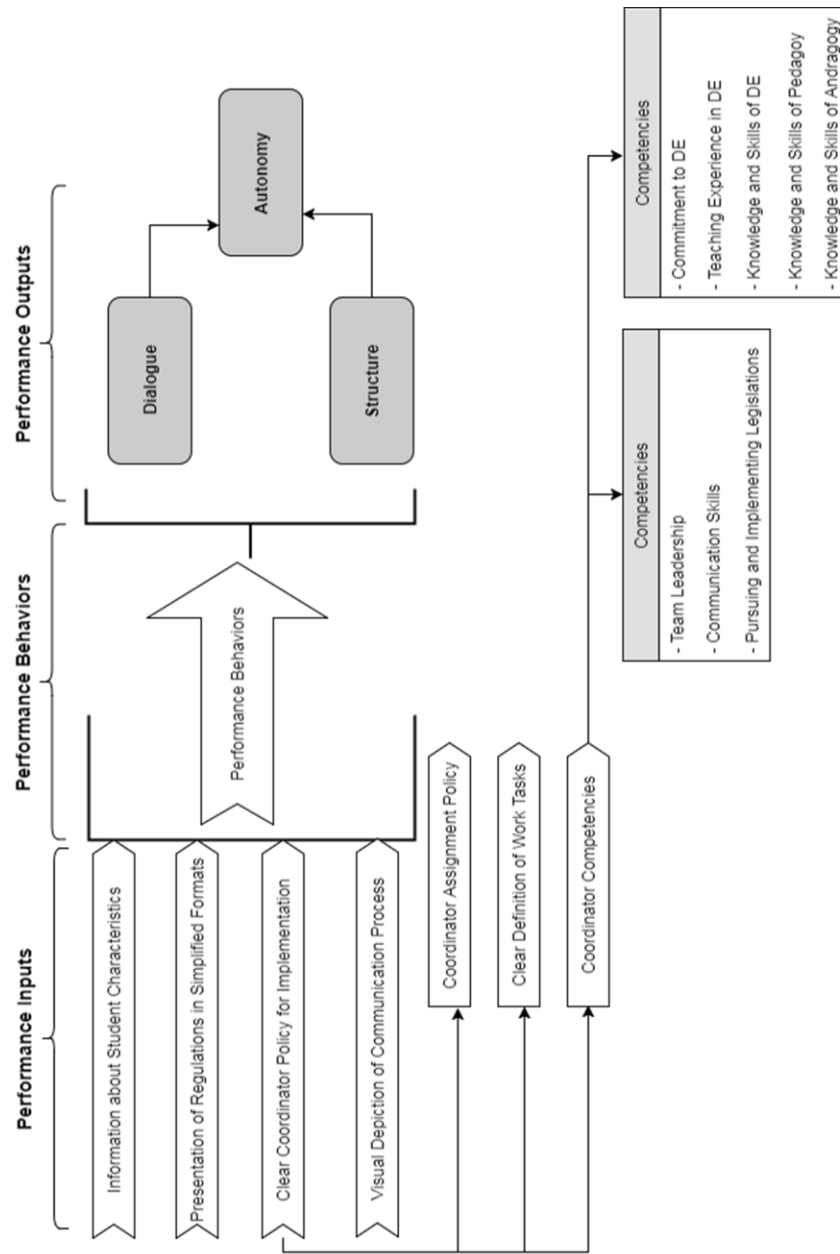 Performance Inputs
Performance Behaviors
Performance Outputs
Information about Student Characteristics
Presentation of Regulations in Simplified Formats
Clear Coordinator Policy for Implementation
Visual Depiction of Communication Process
Performance Behaviors
Dialogue
Structure
Autonomy
Coordinator Assignment Policy
Clear Definition of Work Tasks
Coordinator Competencies
Competencies
- Team Leadership
- Communication Skills
- Pursuing and Implementing Legislations
Competencies
- Commitment to DE
- Teaching Experience in DE
- Knowledge and Skills of DE
- Knowledge and Skills of Pedagoy
- Knowledge and Skills of Andragogy